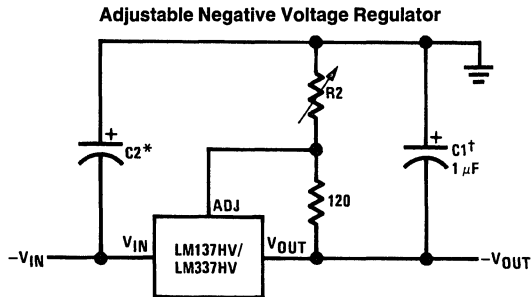 Adjustable Negative Voltage Regulator
R2
+
C2*
+
C1†
1 μF
ADJ
120
–VIN
VIN
LM137HV/
LM337HV
VOUT
–VOUT